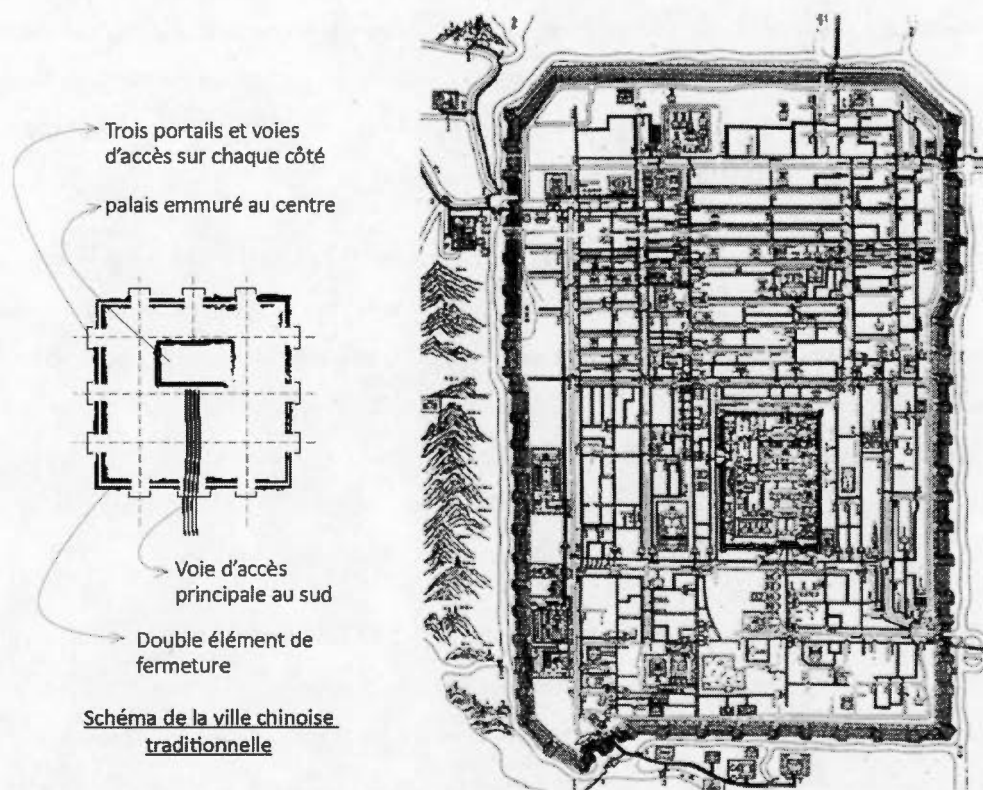 Trois portails et voies
d'accès sur chaque côté
palais emmuré au centre
Voie d'accès
principale au sud
Double élément de
fermeture
Schéma de la ville chinoise
traditionnelle